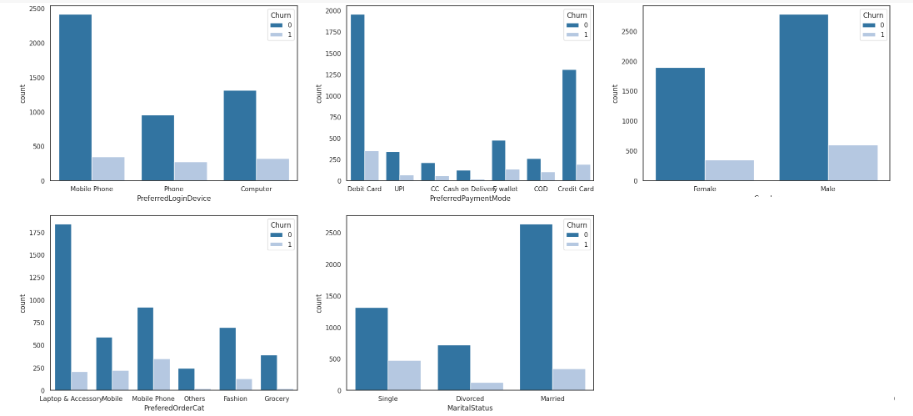 Churn
0
1
2500
2000
1500
1000
500
0
count
Mobile Phone Phone Computer
PreferredLoginDevice
Churn
0
1
2000
1750
1500
1250
1000
750
500
250
0
count
Debit Card UPI CC Cash on Delivery E wallet COD Credit Card
PreferredPaymentMode
Churn
0
1
2500
2000
1500
1000
500
0
count
Female Male
Churn
0
1
1750
1500
1250
1000
750
500
250
0
count
Laptop & Accessory Mobile Mobile Phone Others Fashion Grocery
PreferedOrderCat
Churn
0
1
2500
2000
1500
1000
500
0
count
Single Divorced Married
MaritalStatus